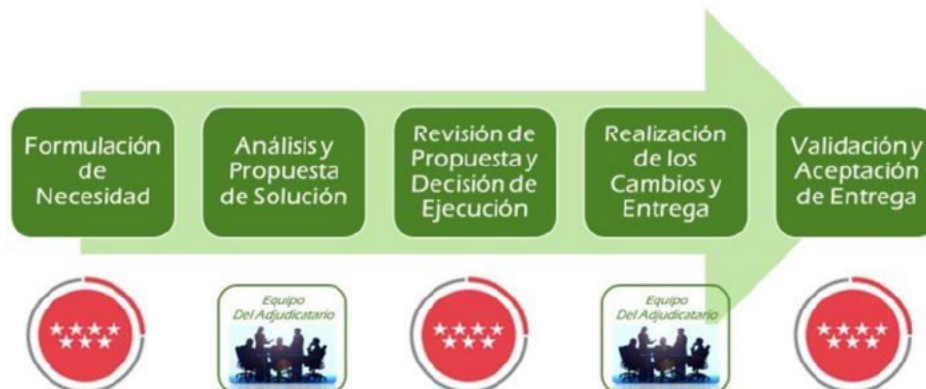 Formulación
de
Necesidad
Análisis y
Propuesta
de Solución
Revisión de
Propuesta y
Decisión de
Ejecución
Realización
de los
Cambios y
Entrega
Validación y
Aceptación
de Entrega
Equipo
Del Adjudicatario
Equipo
Del Adjudicatario